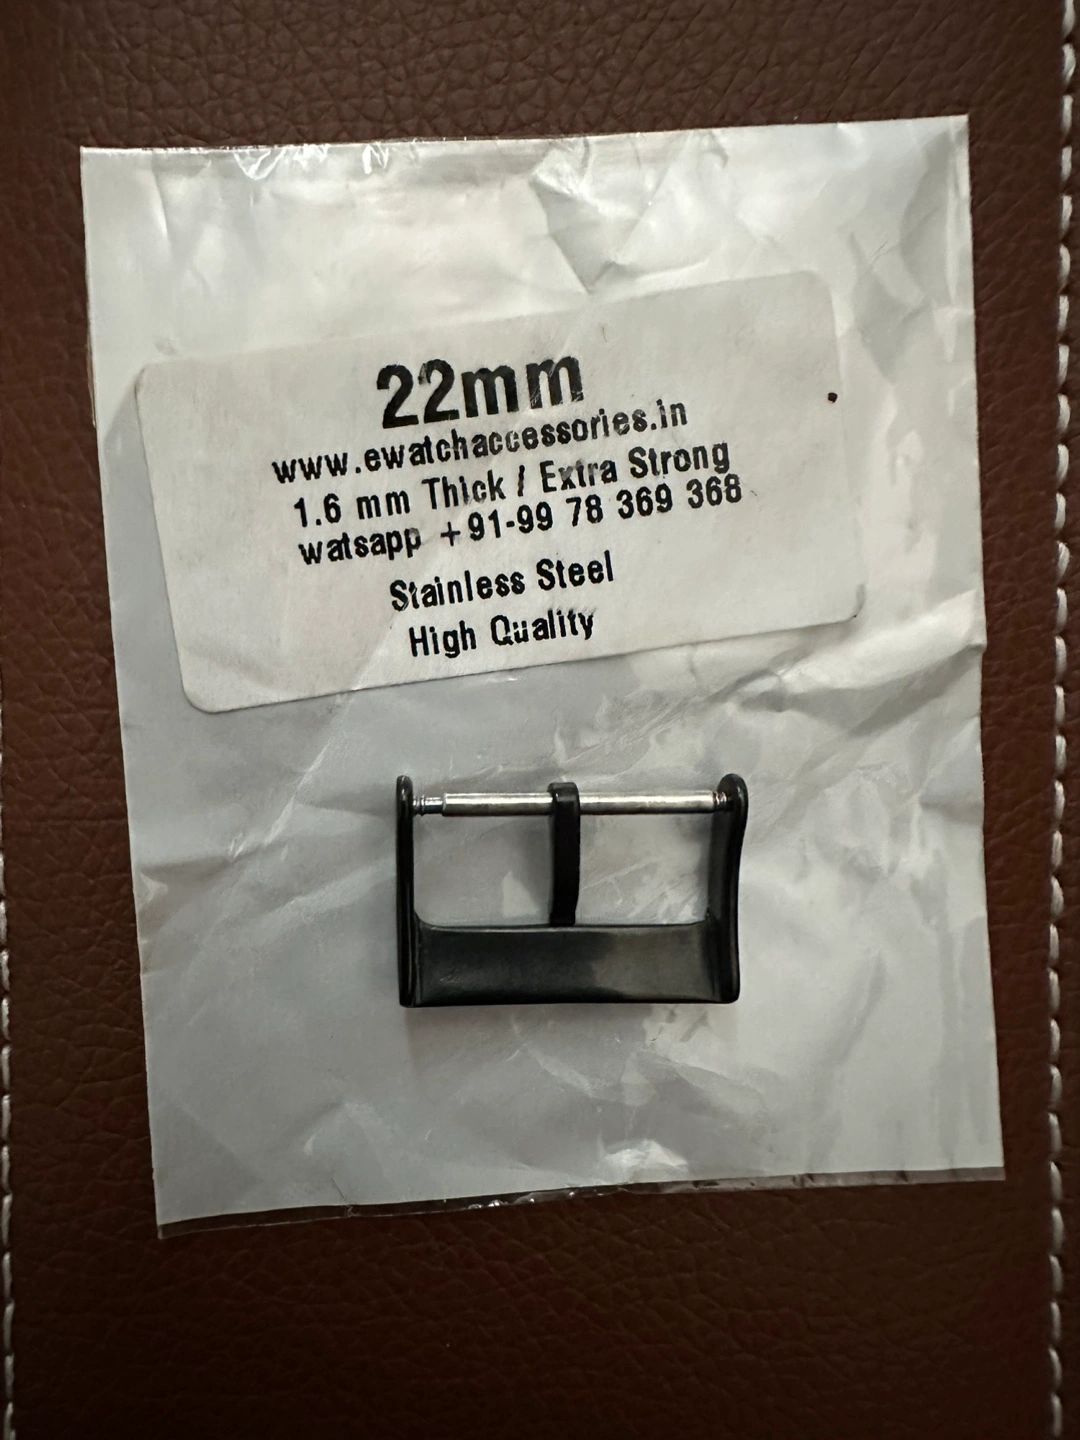 22mm
www.ewatchaccessories.in
1.6 mm Thick / Extra Strong
watsapp +91-99 78 369 368
Stainless Steel
High Quality